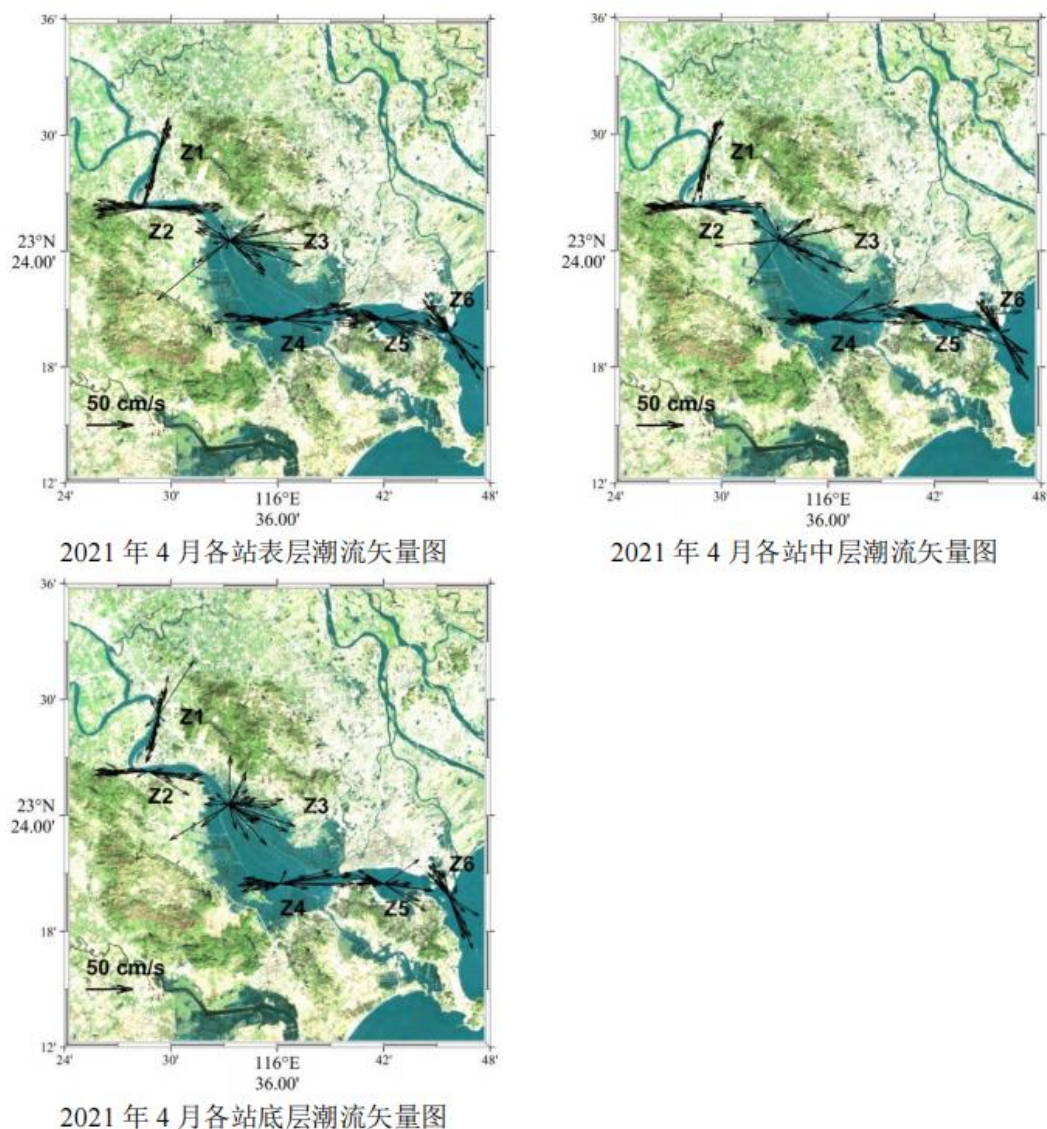 36'
30'
23°N
24.00'
18'
12'
24' 30' 116°E 42' 48'
36.00'
Z1
Z2
Z3
Z4
Z5
Z6
50 cm/s
2021 年 4 月各站表层潮流矢量图
36'
30'
23°N
24.00'
18'
12'
24' 30' 116°E 42' 48'
36.00'
Z1
Z2
Z3
Z4
Z5
Z6
50 cm/s
2021 年 4 月各站中层潮流矢量图
36'
30'
23°N
24.00'
18'
12'
24' 30' 116°E 42' 48'
36.00'
Z1
Z2
Z3
Z4
Z5
Z6
50 cm/s
2021 年 4 月各站底层潮流矢量图